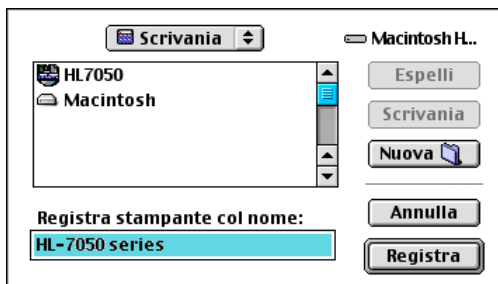 Scrivania
Macintosh H...
HL7050
Macintosh
Espelli
Scrivania
Nuova
Registra stampante col nome:
HL-7050 series
Annulla
Registra